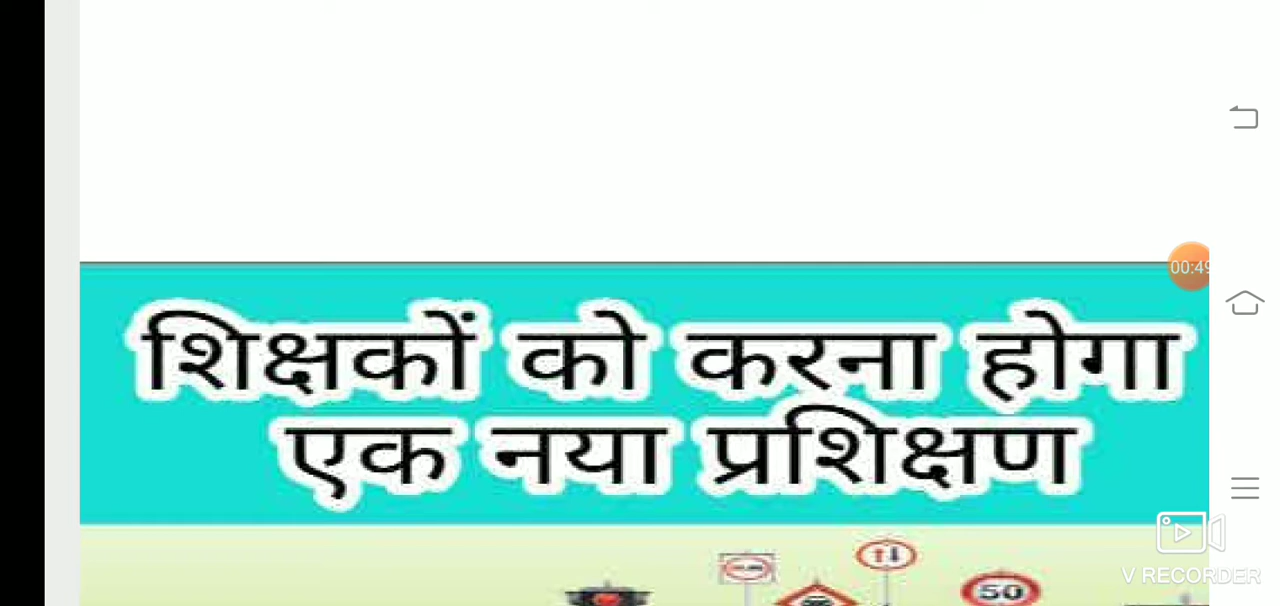 शिक्षकों को करना होगा
एक नया प्रशिक्षण
00:49
50
V RECORDER